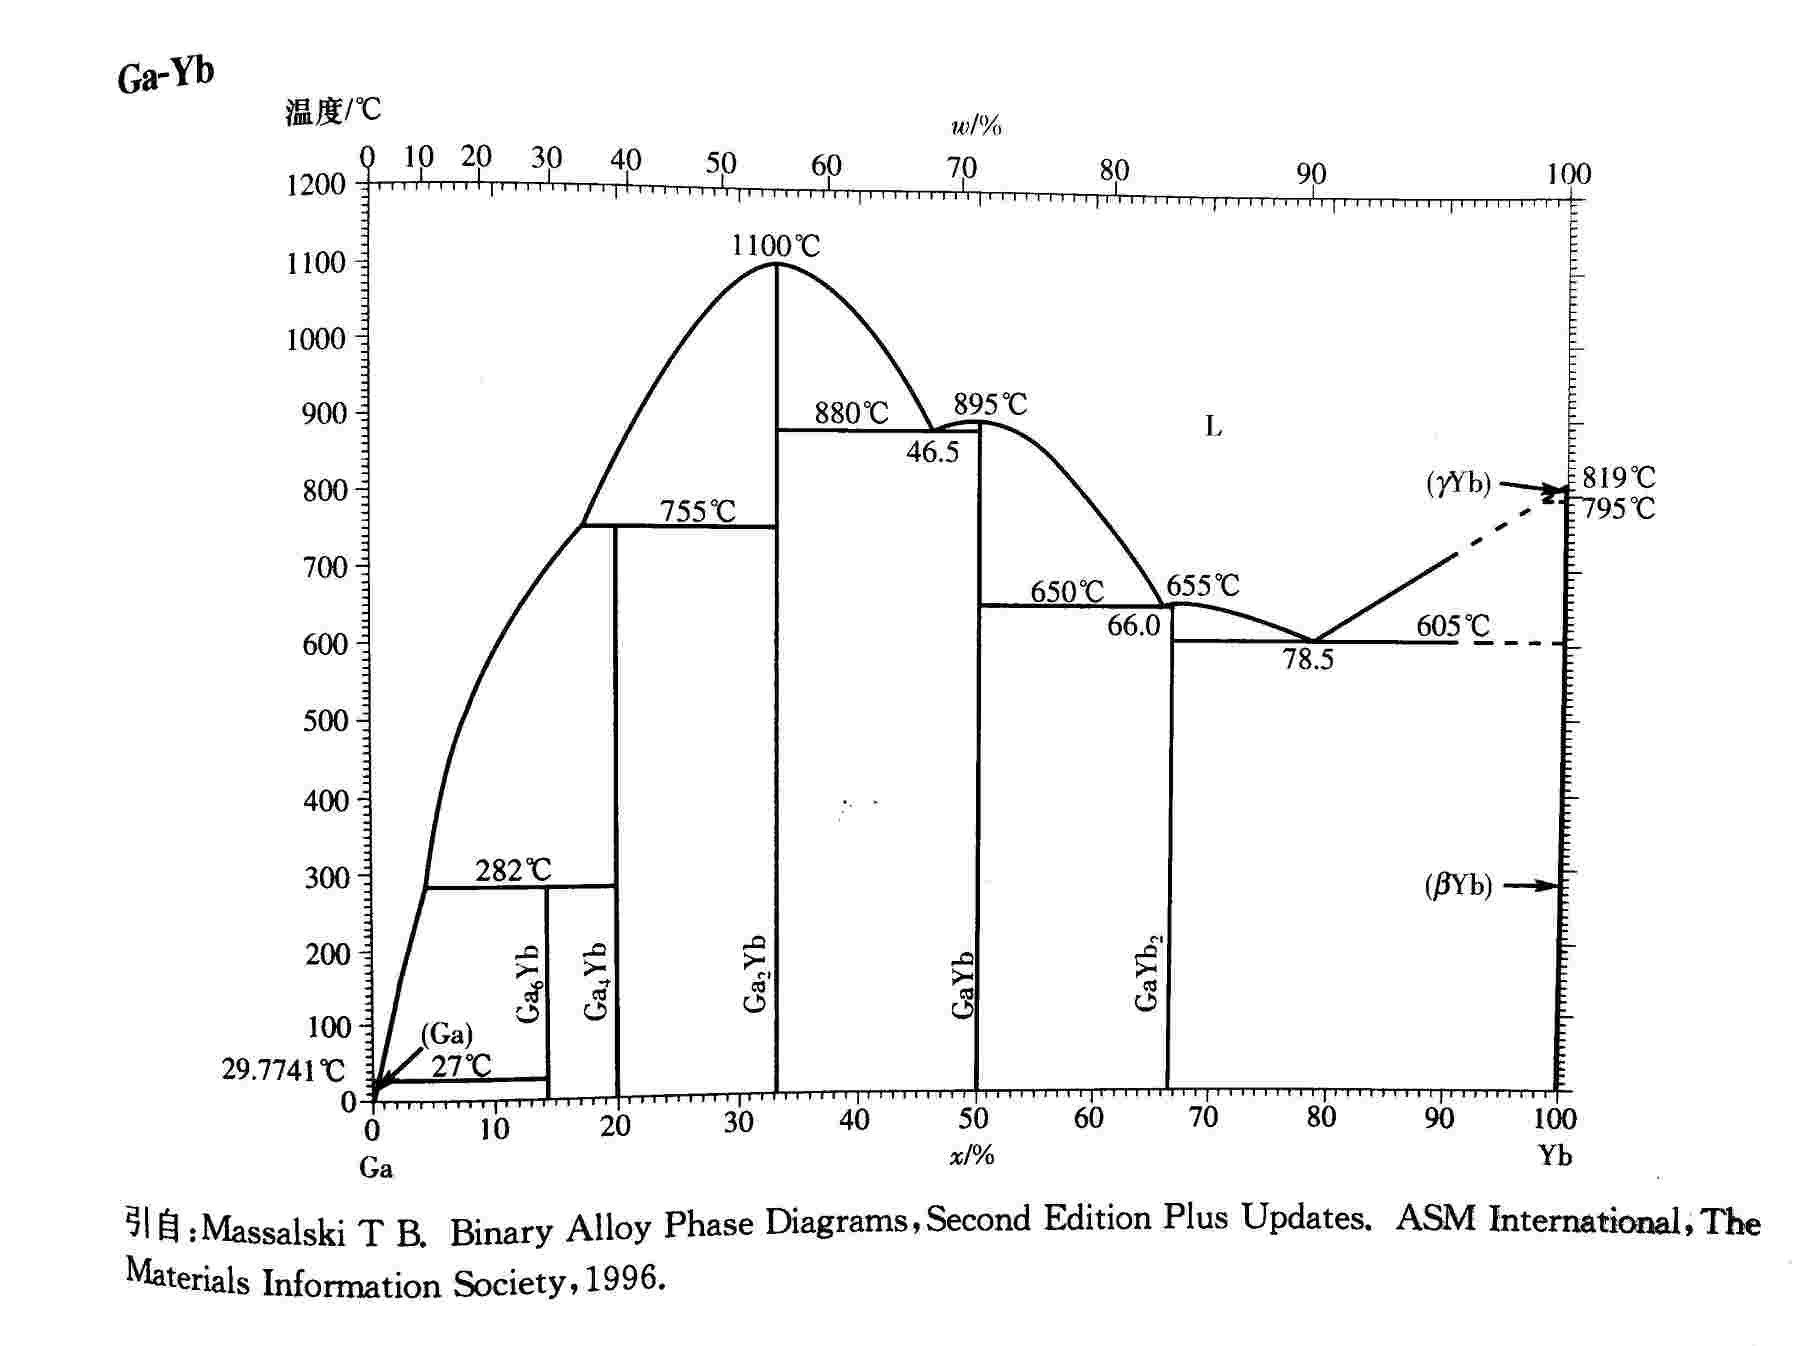 Ga-Yb
温度/℃
w/%
0 10 20 30 40 50 60 70 80 90 100
1200
1100℃
1100
1000
895℃
900
880℃
L
46.5
819℃
(γYb)
800
795℃
755℃
700
655℃
650℃
66.0
605℃
600
78.5
500
400
282℃
300
(βYb)
200
Ga₆Yb
Ga₄Yb
Ga₂Yb
GaYb
GaYb₂
100
(Ga)
27℃
29.7741℃
0
0 10 20 30 40 50 60 70 80 90 100
Ga
x/%
Yb
引自:Massalski T B. Binary Alloy Phase Diagrams,Second Edition Plus Updates. ASM International,The
Materials Information Society,1996.